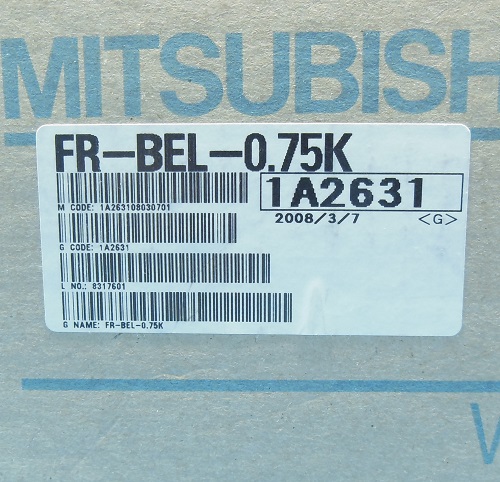 MITSUBISH
FR-BEL-0.75K
1A2631
M CODE: 1A263108030701
2008/3/7 <G>
G CODE: 1A2631
L NO.: 8317601
G NAME: FR-BEL-0.75K